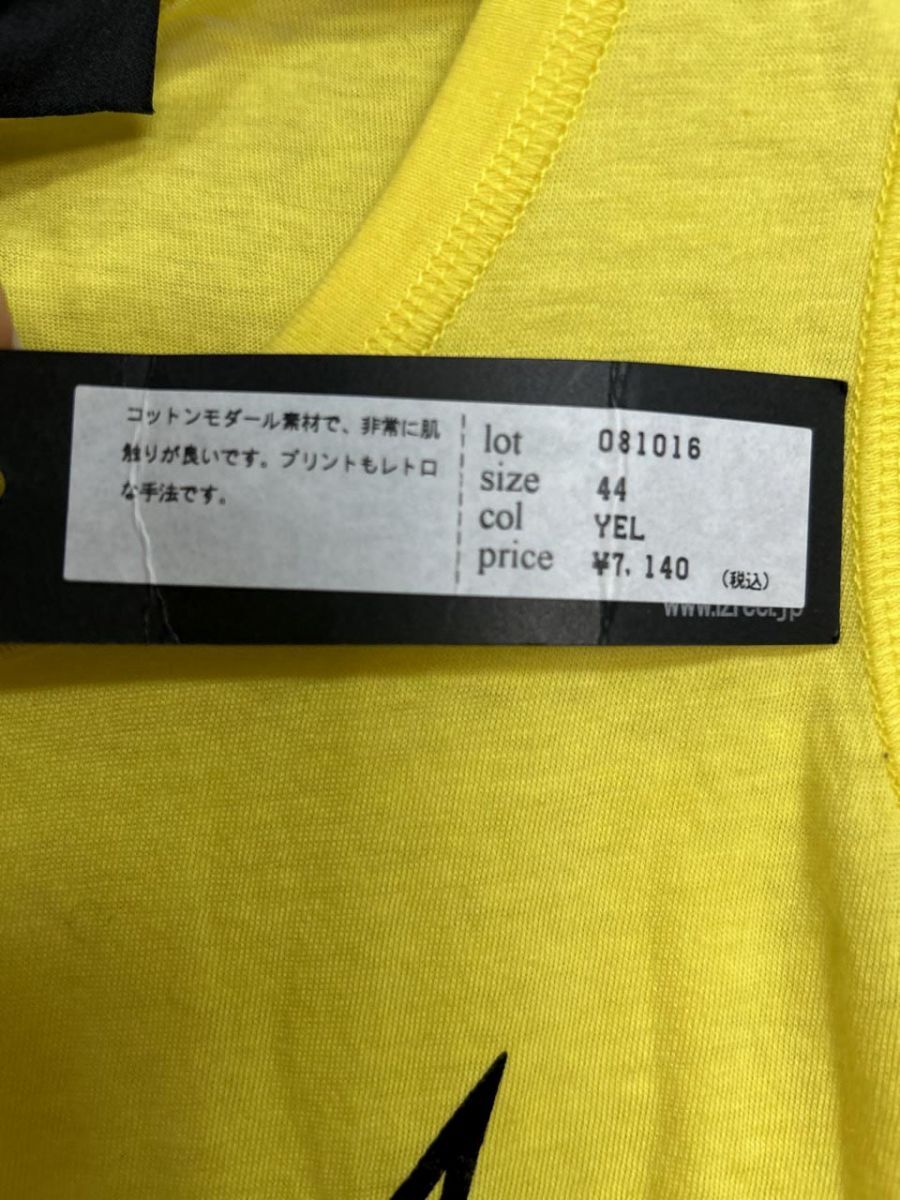 コットンモダール素材で、非常に肌
触りが良いです。プリントもレトロ
な手法です。
lot 081016
size 44
col YEL
price ¥7,140 (税込)